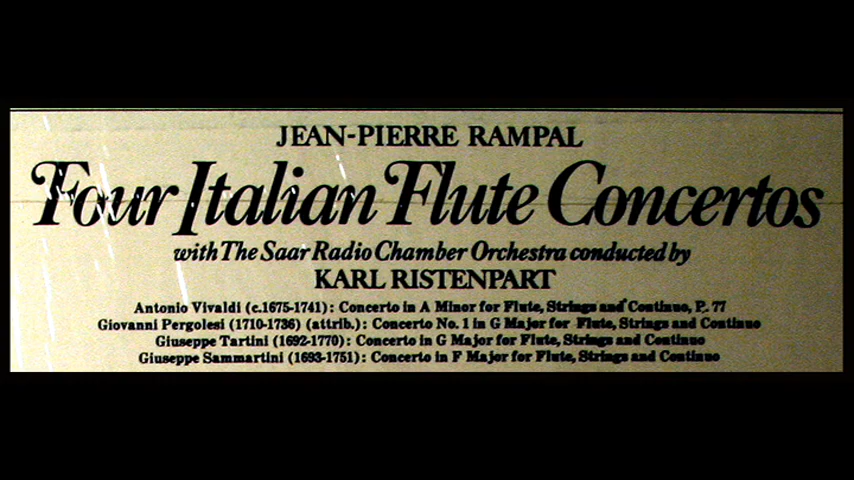 JEAN-PIERRE RAMPAL
Four Italian Flute Concertos
with The Saar Radio Chamber Orchestra conducted by
KARL RISTENPART
Antonio Vivaldi (c.1675-1741): Concerto in A Minor for Flute, Strings and Continuo, P. 77
Giovanni Pergolesi (1710-1736) (attrib.): Concerto No. 1 in G Major for Flute, Strings and Continuo
Giuseppe Tartini (1692-1770): Concerto in G Major for Flute, Strings and Continuo
Giuseppe Sammartini (1693-1751): Concerto in F Major for Flute, Strings and Continuo